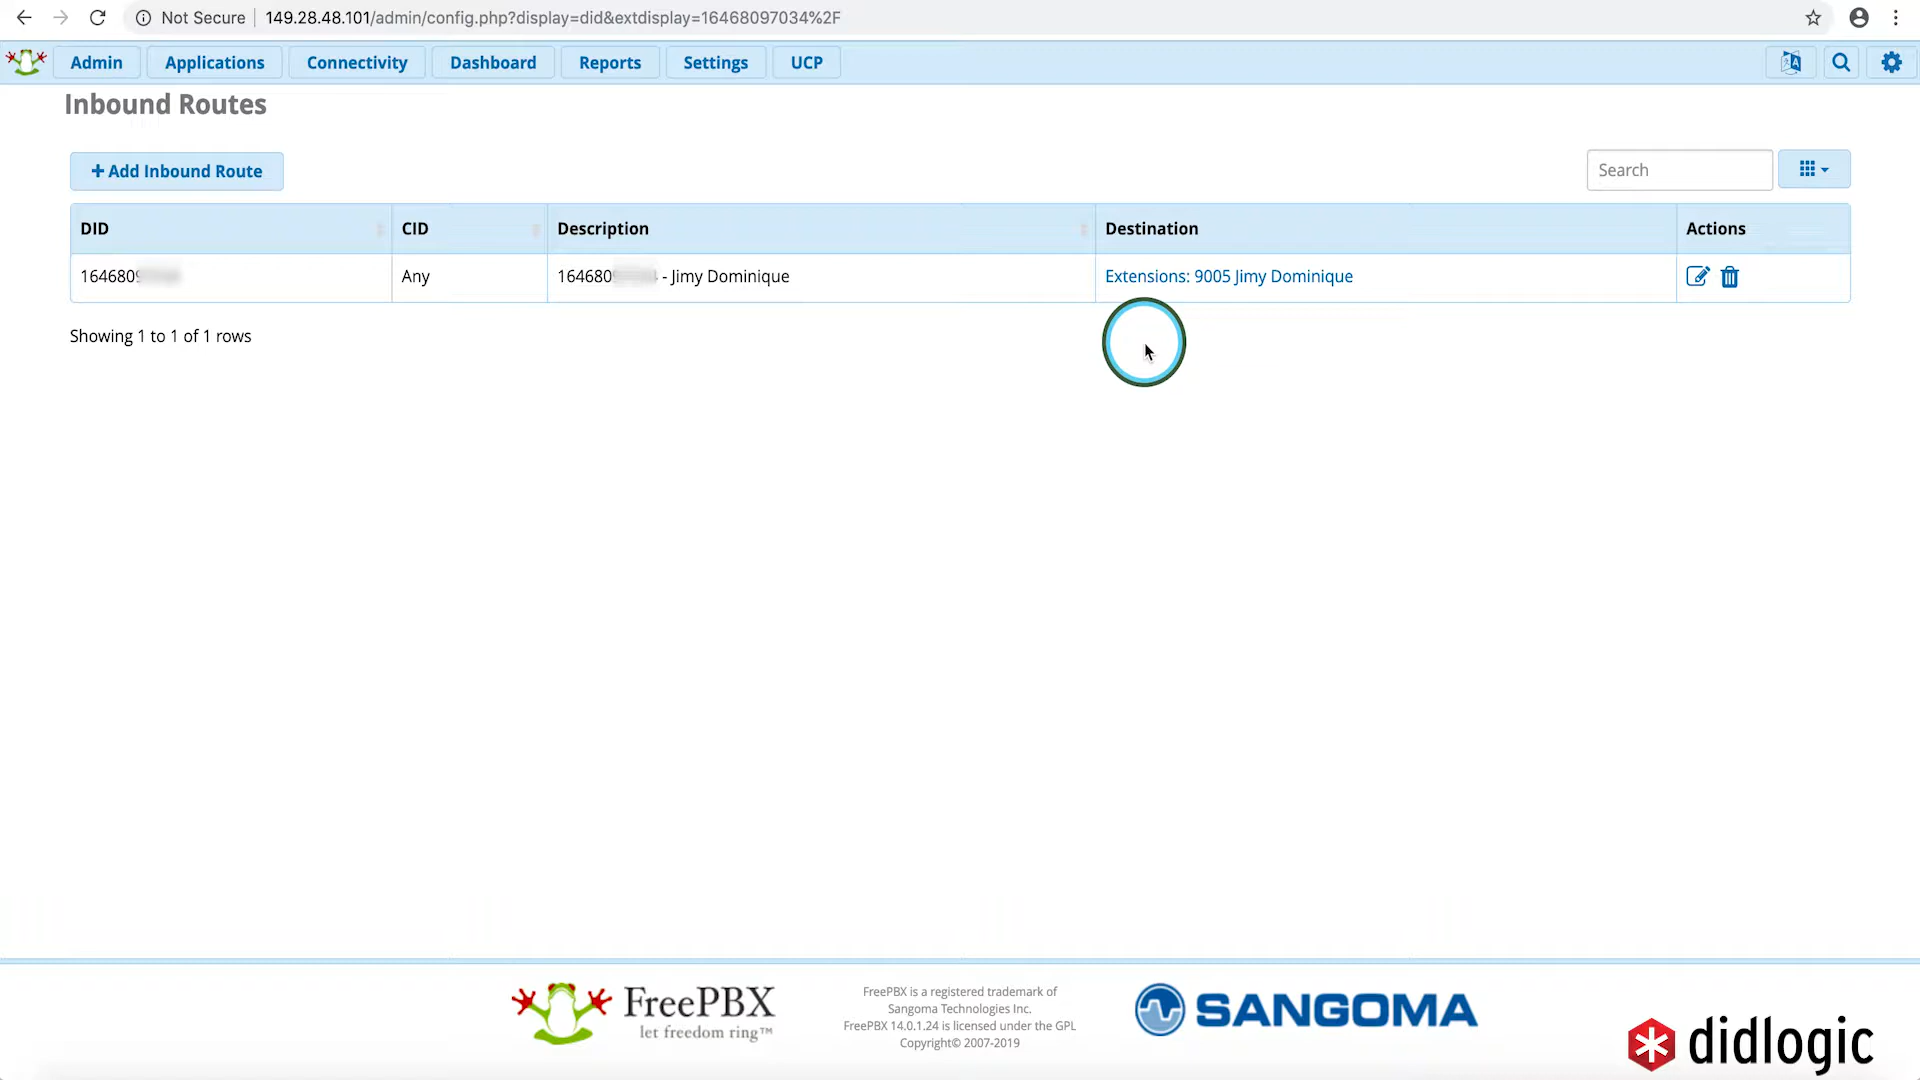 Not Secure 149.28.48.101/admin/config.php?display=did&extdisplay=16468097034%2F
Admin Applications Connectivity Dashboard Reports Settings UCP
Inbound Routes
Add Inbound Route Search
DID CID Description Destination Actions
164680 Any 164680 - Jimy Dominique Extensions: 9005 Jimy Dominique
Showing 1 to 1 of 1 rows
FreePBX
let freedom ring™
FreePBX is a registered trademark of
Sangoma Technologies Inc.
FreePBX 14.0.1.24 is licensed under the GPL
Copyright© 2007-2019
SANGOMA
didlogic